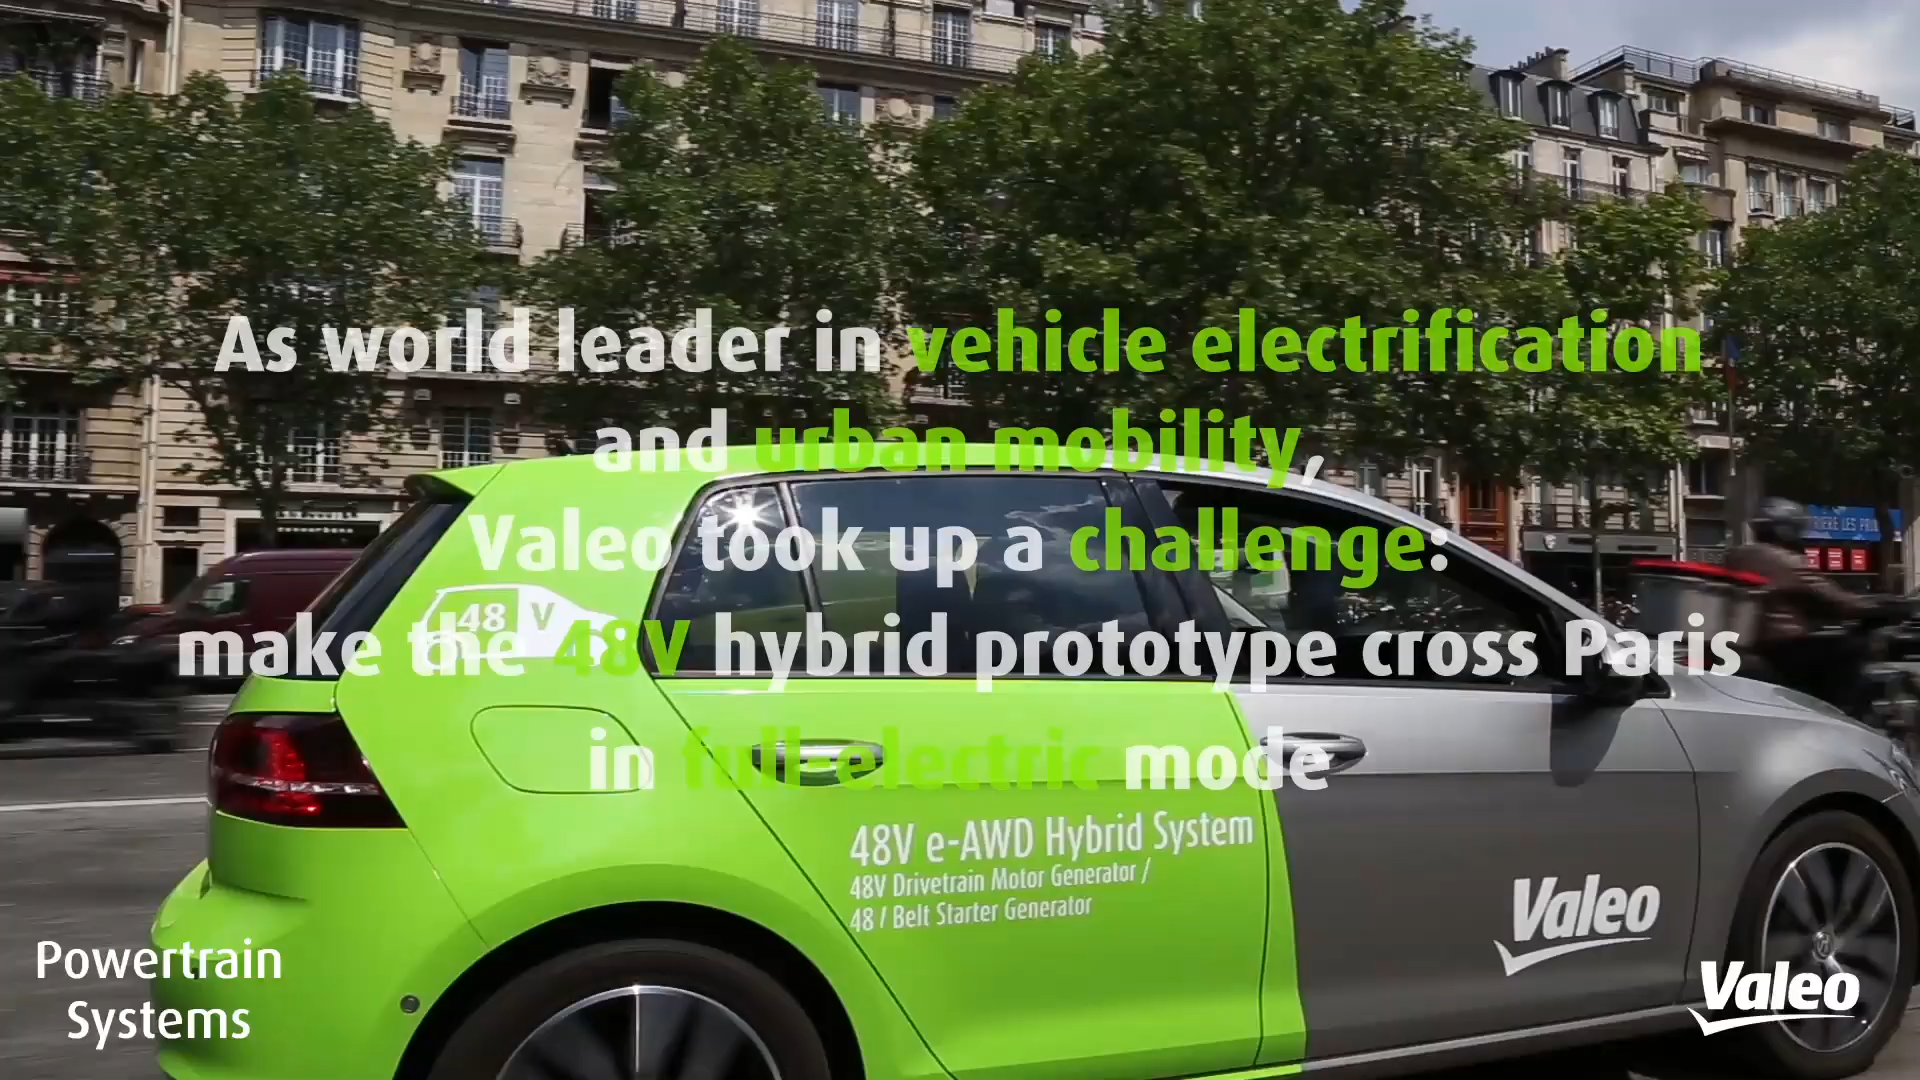 As world leader in vehicle electrification
and urban mobility,
Valeo took up a challenge:
make the 48V hybrid prototype cross Paris
in full-electric mode
48 V
48V e-AWD Hybrid System
48V Drivetrain Motor Generator /
48 / Belt Starter Generator
Valeo
Powertrain
Systems
Valeo